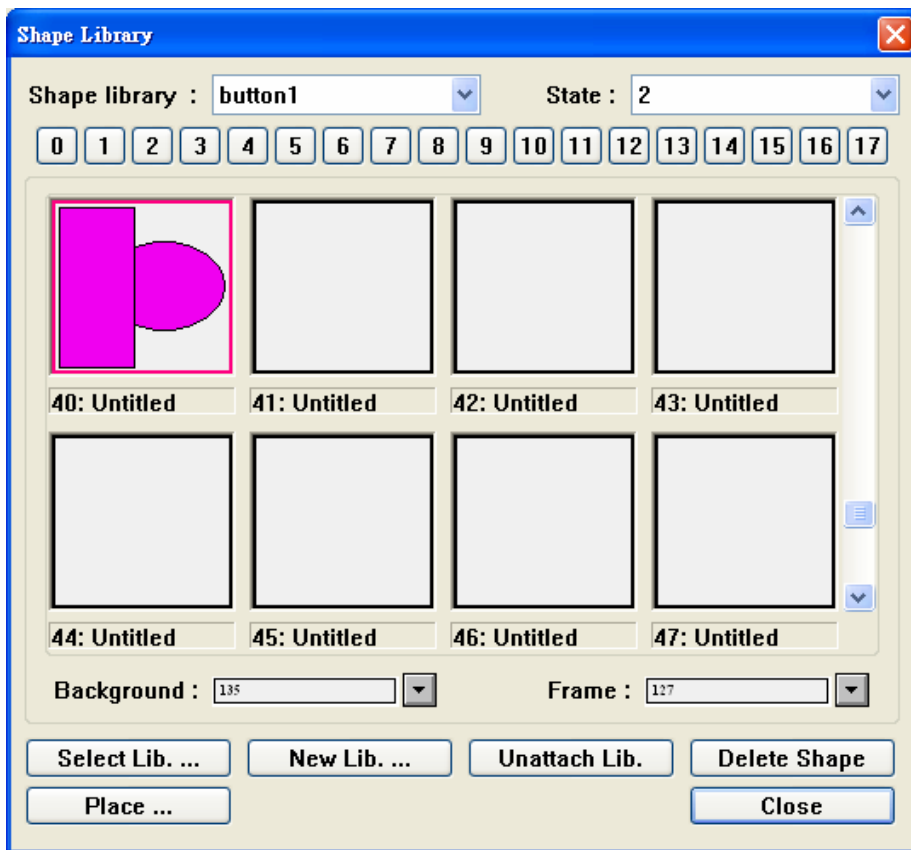 Shape Library
Shape library : button1 State : 2
0 1 2 3 4 5 6 7 8 9 10 11 12 13 14 15 16 17
40: Untitled 41: Untitled 42: Untitled 43: Untitled
44: Untitled 45: Untitled 46: Untitled 47: Untitled
Background : 135 Frame : 127
Select Lib. ... New Lib. ... Unattach Lib. Delete Shape
Place ... Close